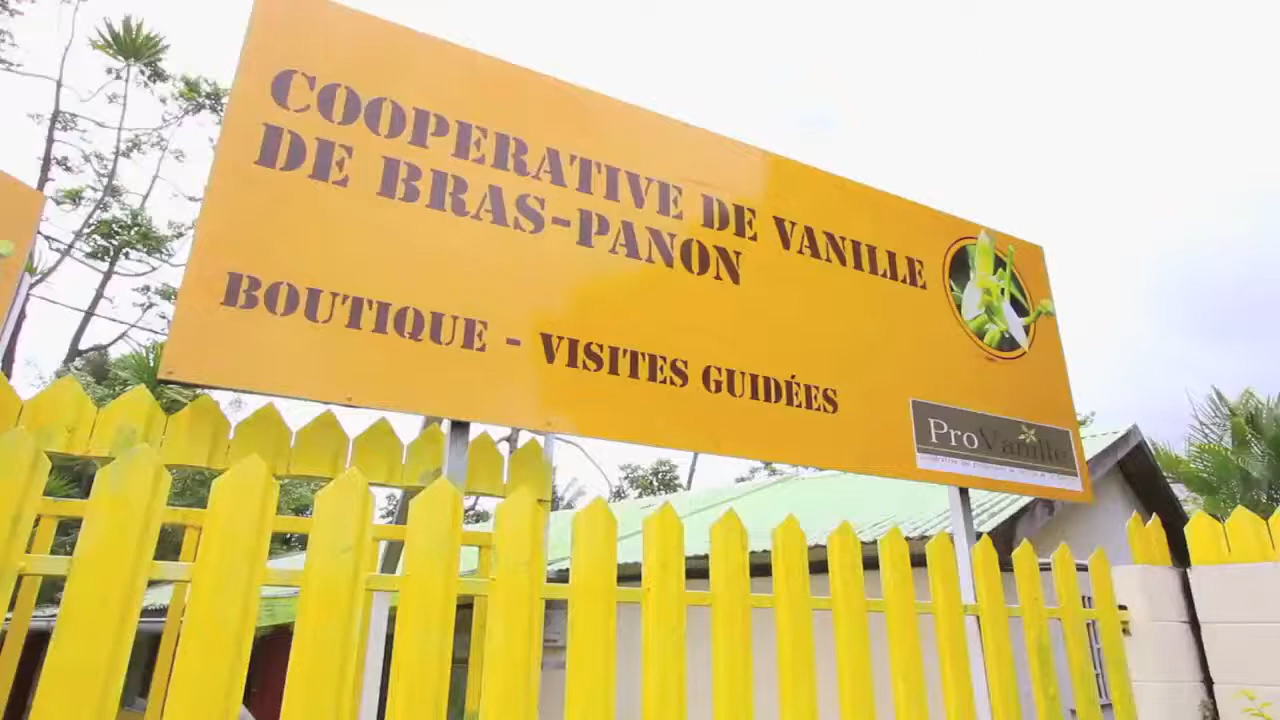 COOPERATIVE DE VANILLE
DE BRAS-PANON
BOUTIQUE - VISITES GUIDÉES
ProVanille